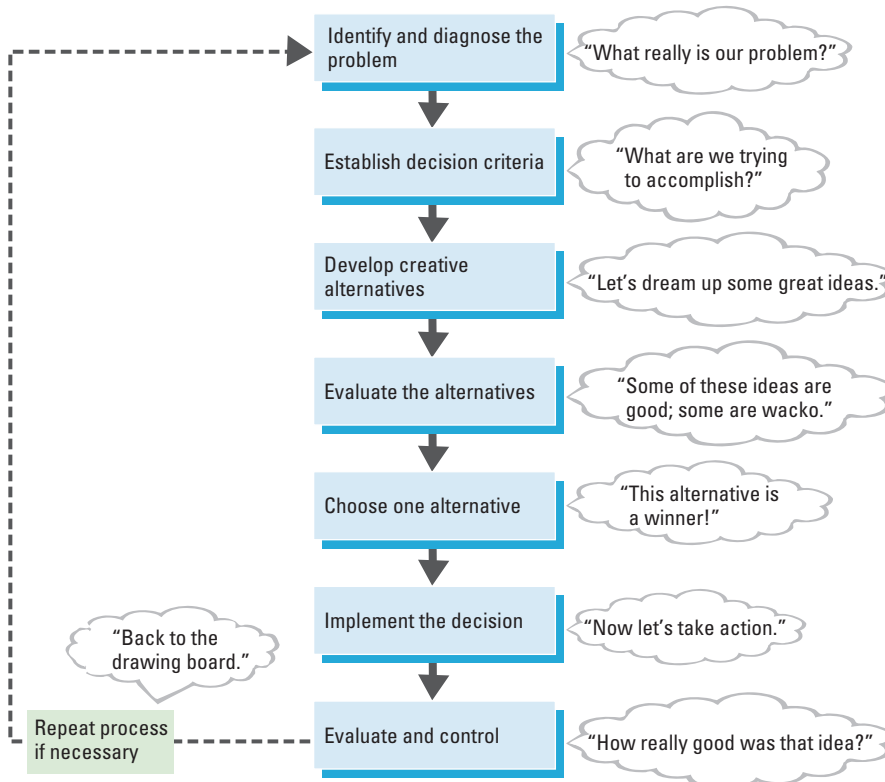 Identify and diagnose the
problem
“What really is our problem?”
Establish decision criteria
“What are we trying
to accomplish?”
Develop creative
alternatives
“Let’s dream up some great ideas.”
Evaluate the alternatives
“Some of these ideas are
good; some are wacko.”
Choose one alternative
“This alternative is
a winner!”
Implement the decision
“Now let’s take action.”
“Back to the
drawing board.”
Repeat process
if necessary
Evaluate and control
“How really good was that idea?”